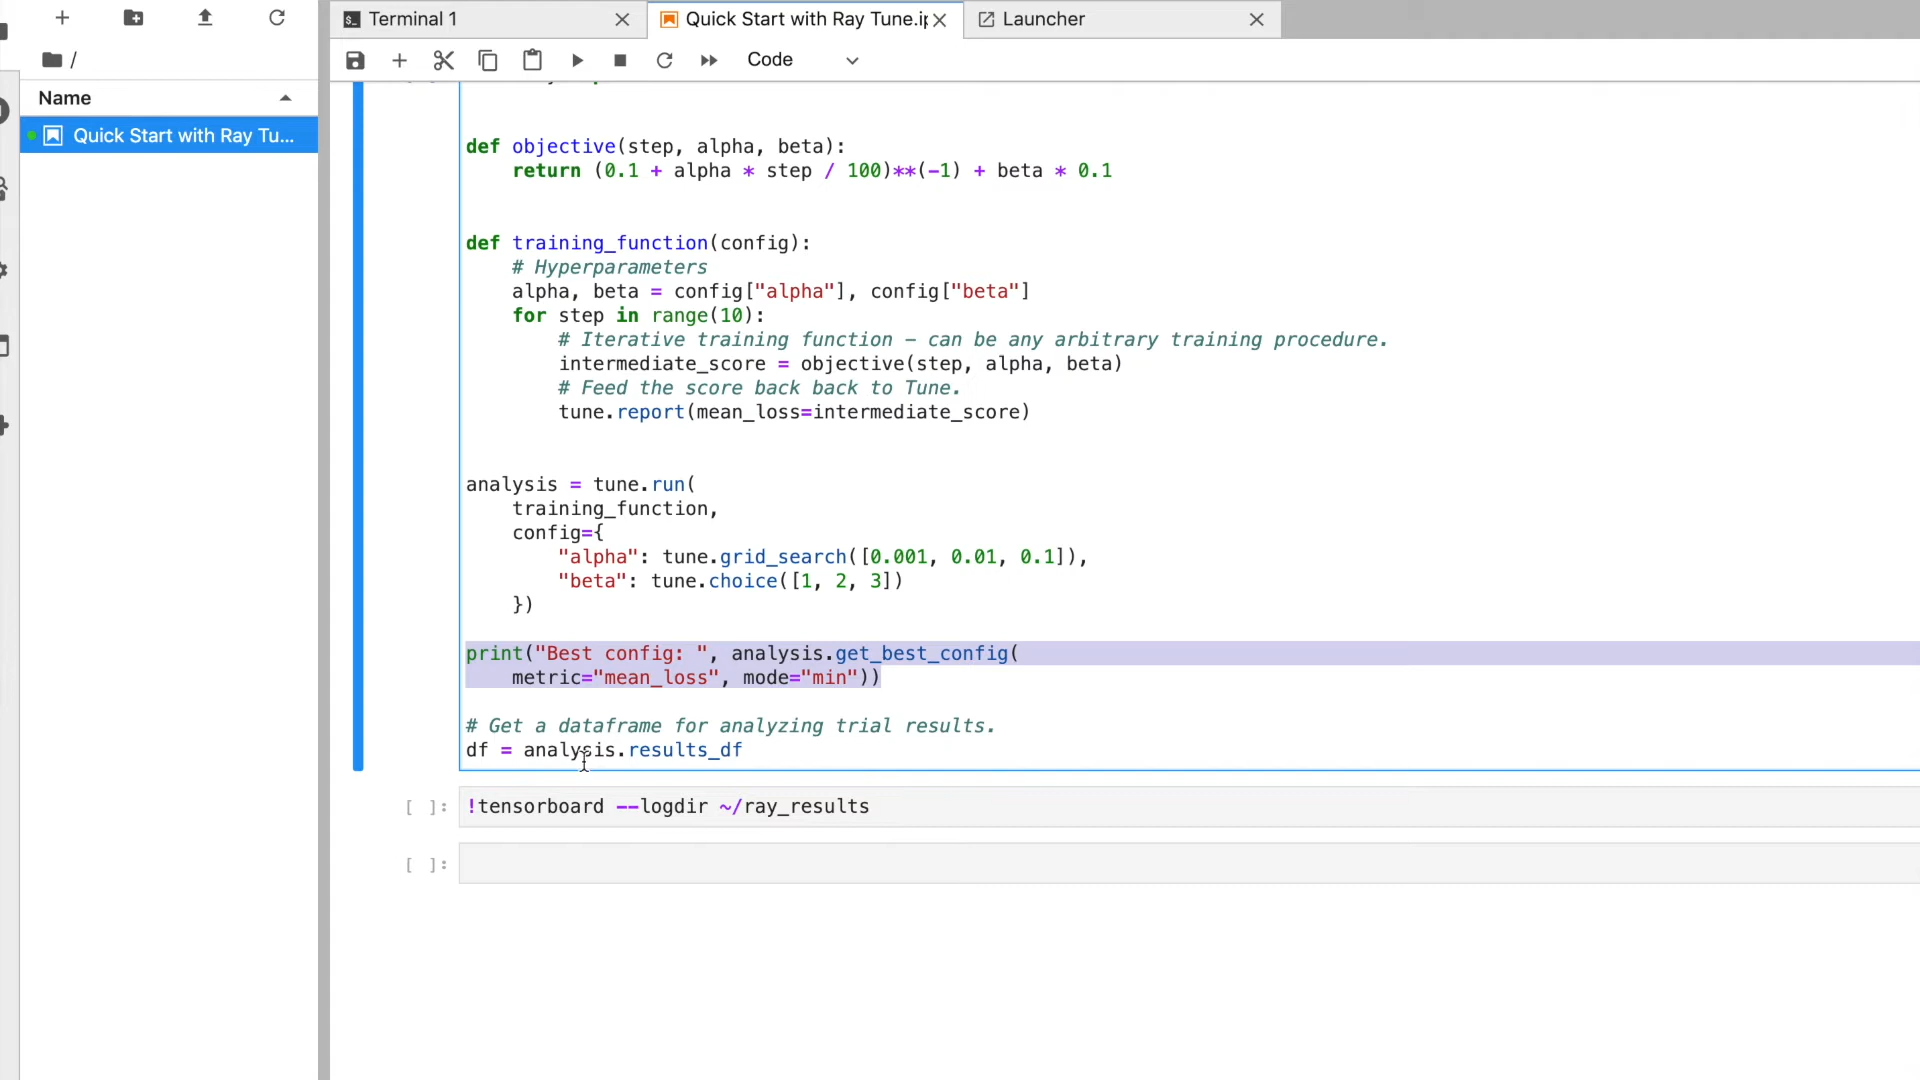 Terminal 1
Quick Start with Ray Tune.ip
Launcher
/
Code
Name
Quick Start with Ray Tu...
def objective(step, alpha, beta):
    return (0.1 + alpha * step / 100)**(-1) + beta * 0.1
def training_function(config):
    # Hyperparameters
    alpha, beta = config["alpha"], config["beta"]
    for step in range(10):
        # Iterative training function - can be any arbitrary training procedure.
        intermediate_score = objective(step, alpha, beta)
        # Feed the score back back to Tune.
        tune.report(mean_loss=intermediate_score)
analysis = tune.run(
    training_function,
    config={
        "alpha": tune.grid_search([0.001, 0.01, 0.1]),
        "beta": tune.choice([1, 2, 3])
    })
print("Best config: ", analysis.get_best_config(
    metric="mean_loss", mode="min"))
# Get a dataframe for analyzing trial results.
df = analysis.results_df
[ ]: !tensorboard --logdir ~/ray_results
[ ]: